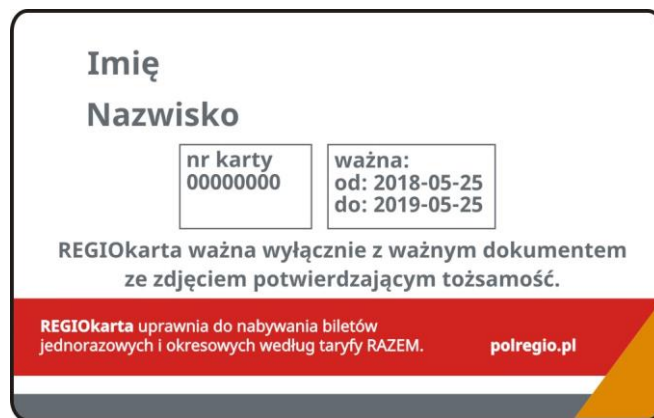 Imię
Nazwisko
nr karty
00000000
ważna:
od: 2018-05-25
do: 2019-05-25
REGIOkarta ważna wyłącznie z ważnym dokumentem
ze zdjęciem potwierdzającym tożsamość.
REGIOkarta uprawnia do nabywania biletów
jednorazowych i okresowych według taryfy RAZEM.
polregio.pl